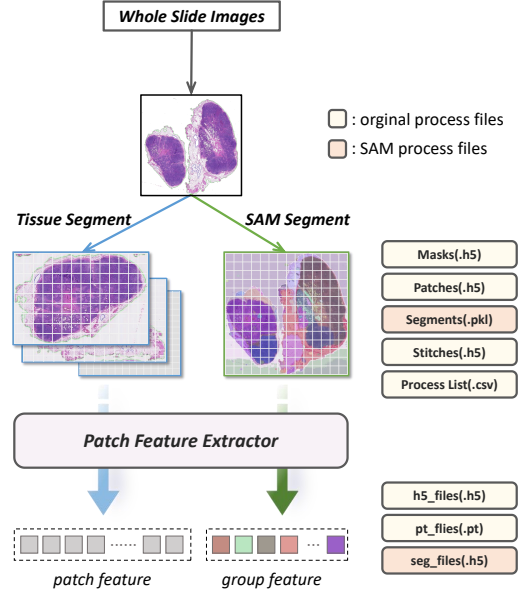 Whole Slide Images
: orginal process files
: SAM process files
Tissue Segment
SAM Segment
Masks(.h5)
Patches(.h5)
Segments(.pkl)
Stitches(.h5)
Process List(.csv)
Patch Feature Extractor
h5_files(.h5)
pt_flies(.pt)
seg_files(.h5)
......
...
patch feature
group feature